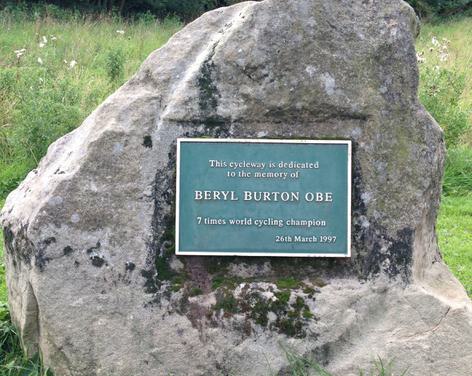 This cycleway is dedicated
to the memory of
BERYL BURTON OBE
7 times world cycling champion
26th March 1997